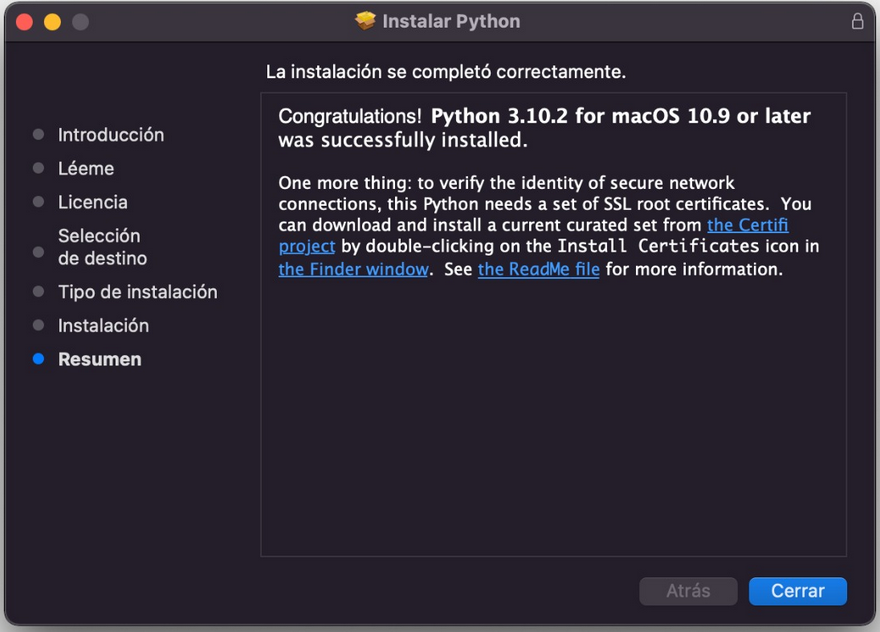 Instalar Python
La instalación se completó correctamente.
Introducción
Léeme
Licencia
Selección
de destino
Tipo de instalación
Instalación
Resumen
Congratulations! Python 3.10.2 for macOS 10.9 or later
was successfully installed.
One more thing: to verify the identity of secure network
connections, this Python needs a set of SSL root certificates. You
can download and install a current curated set from the Certifi
project by double-clicking on the Install Certificates icon in
the Finder window. See the ReadMe file for more information.
Atrás
Cerrar